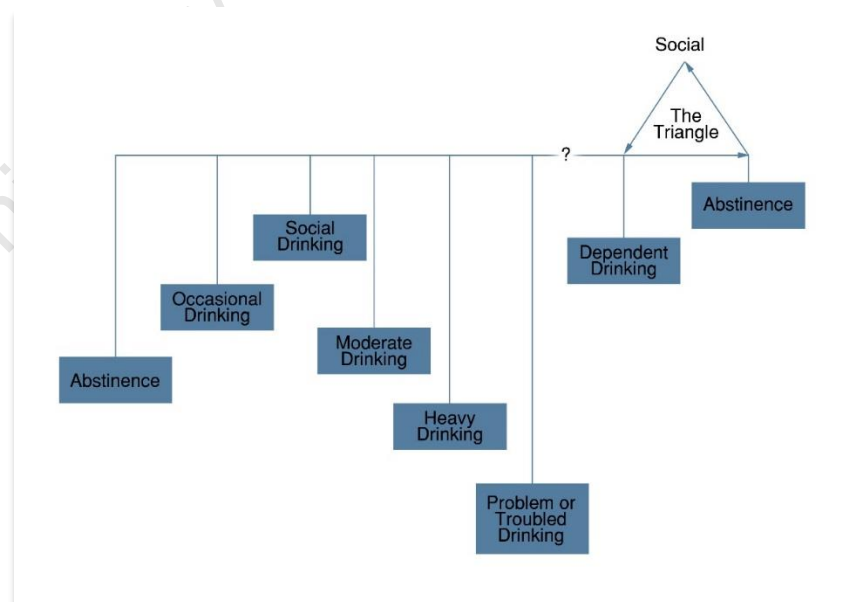 Social
The
Triangle
?
Abstinence
Social
Drinking
Dependent
Drinking
Occasional
Drinking
Moderate
Drinking
Abstinence
Heavy
Drinking
Problem or
Troubled
Drinking